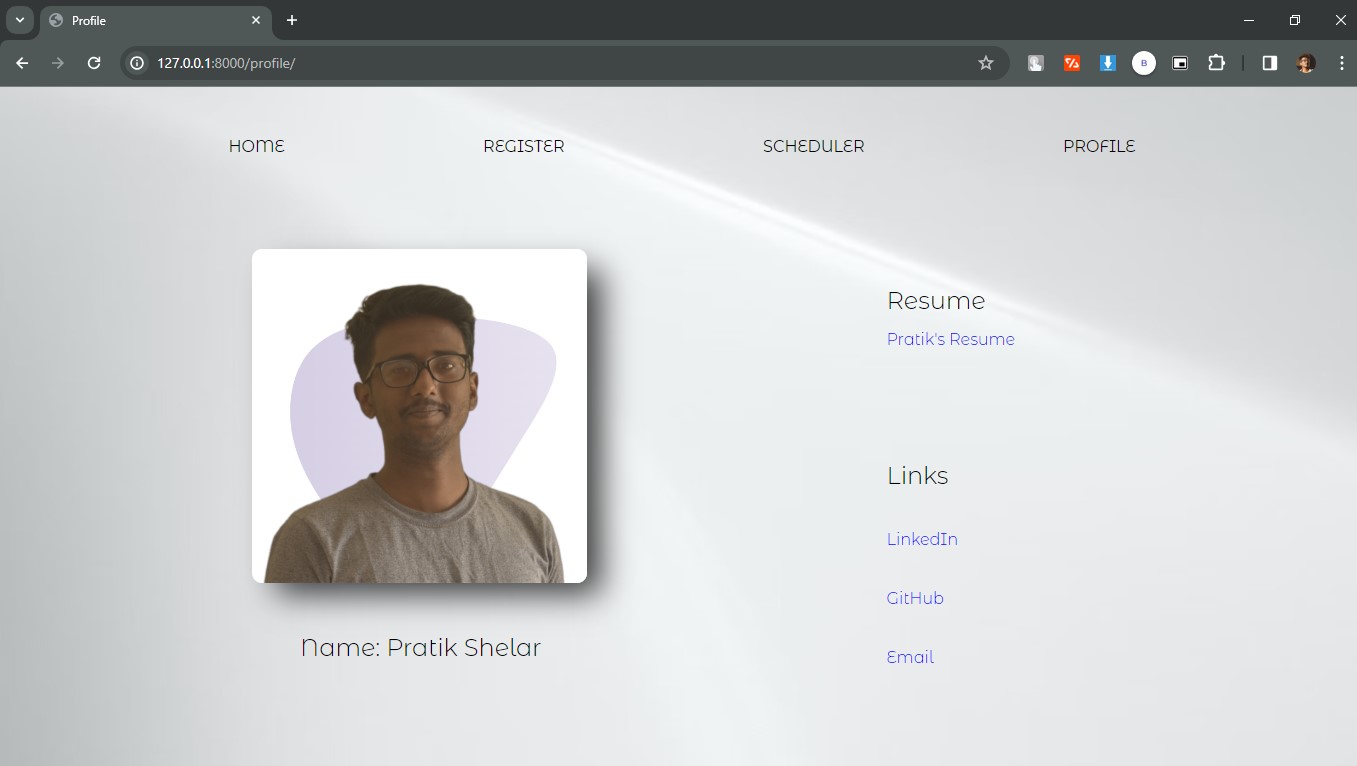 Profile
127.0.0.1:8000/profile/
B
HOME
REGISTER
SCHEDULER
PROFILE
Resume
Pratik's Resume
Links
LinkedIn
GitHub
Email
Name: Pratik Shelar